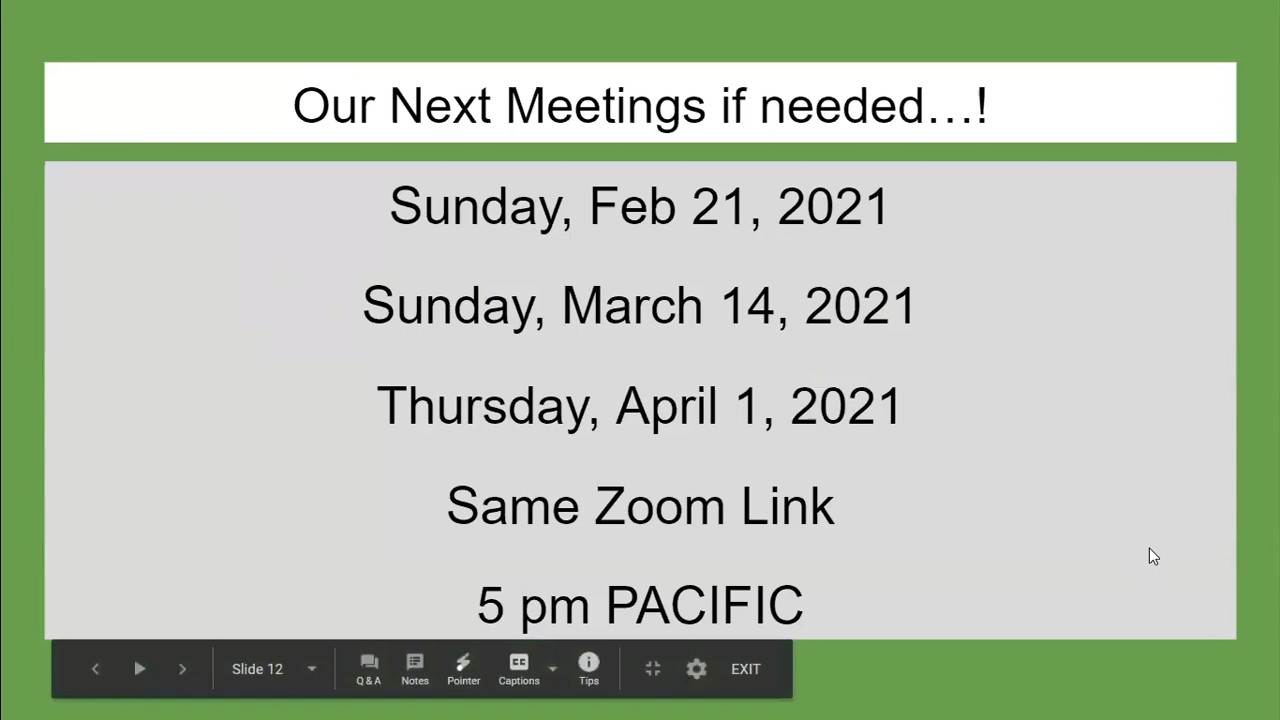 Our Next Meetings if needed…!
Sunday, Feb 21, 2021
Sunday, March 14, 2021
Thursday, April 1, 2021
Same Zoom Link
5 pm PACIFIC
Slide 12
Q & A
Notes
Pointer
CC
Captions
Tips
EXIT